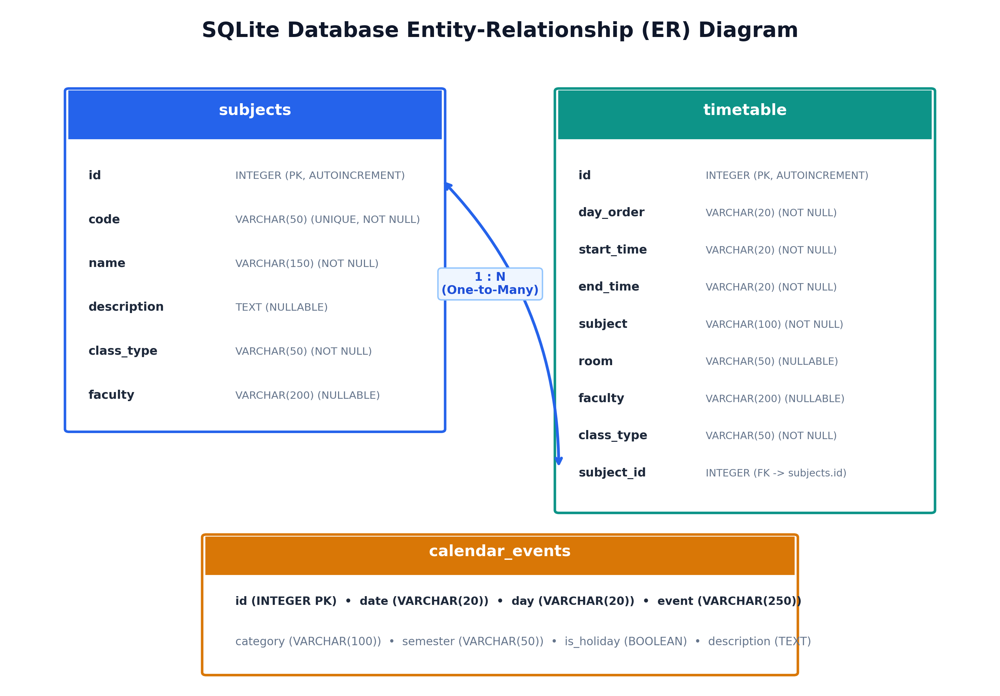 SQLite Database Entity-Relationship (ER) Diagram
subjects
id INTEGER (PK, AUTOINCREMENT)
code VARCHAR(50) (UNIQUE, NOT NULL)
name VARCHAR(150) (NOT NULL)
description TEXT (NULLABLE)
class_type VARCHAR(50) (NOT NULL)
faculty VARCHAR(200) (NULLABLE)
1 : N
(One-to-Many)
timetable
id INTEGER (PK, AUTOINCREMENT)
day_order VARCHAR(20) (NOT NULL)
start_time VARCHAR(20) (NOT NULL)
end_time VARCHAR(20) (NOT NULL)
subject VARCHAR(100) (NOT NULL)
room VARCHAR(50) (NULLABLE)
faculty VARCHAR(200) (NULLABLE)
class_type VARCHAR(50) (NOT NULL)
subject_id INTEGER (FK -> subjects.id)
calendar_events
id (INTEGER PK) • date (VARCHAR(20)) • day (VARCHAR(20)) • event (VARCHAR(250))
category (VARCHAR(100)) • semester (VARCHAR(50)) • is_holiday (BOOLEAN) • description (TEXT)